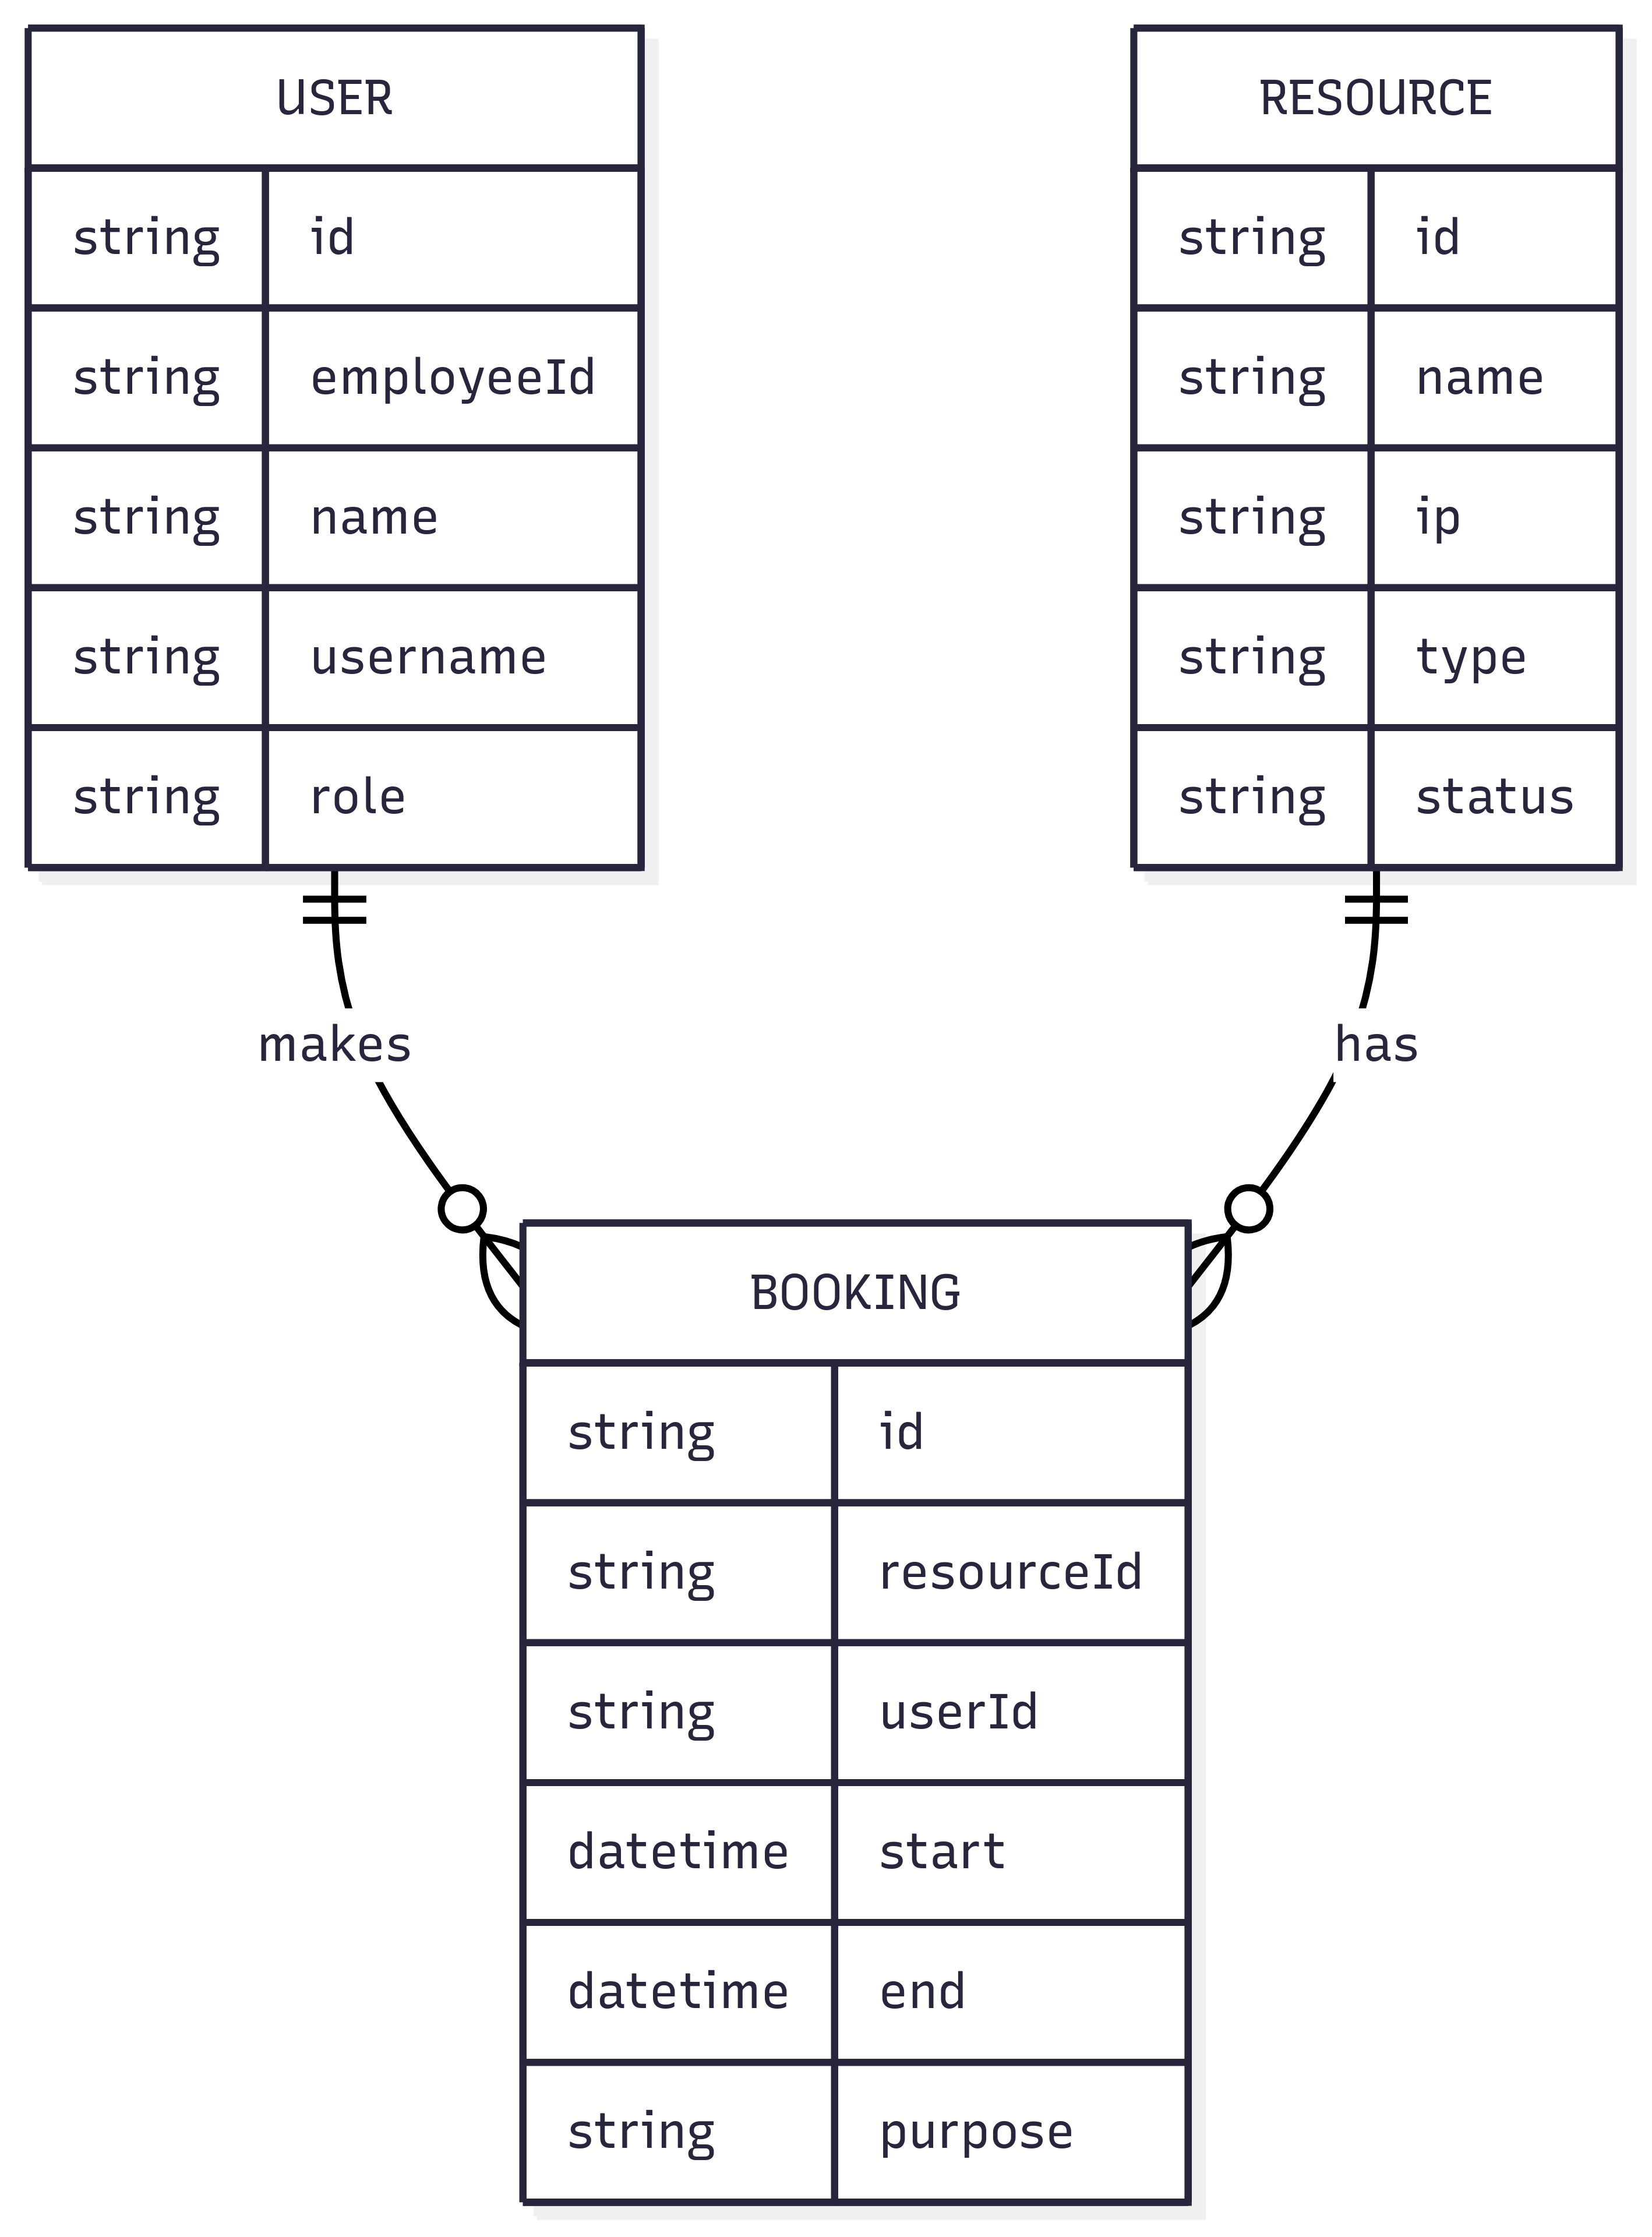 USER
string id
string employeeId
string name
string username
string role
RESOURCE
string id
string name
string ip
string type
string status
makes
has
BOOKING
string id
string resourceId
string userId
datetime start
datetime end
string purpose